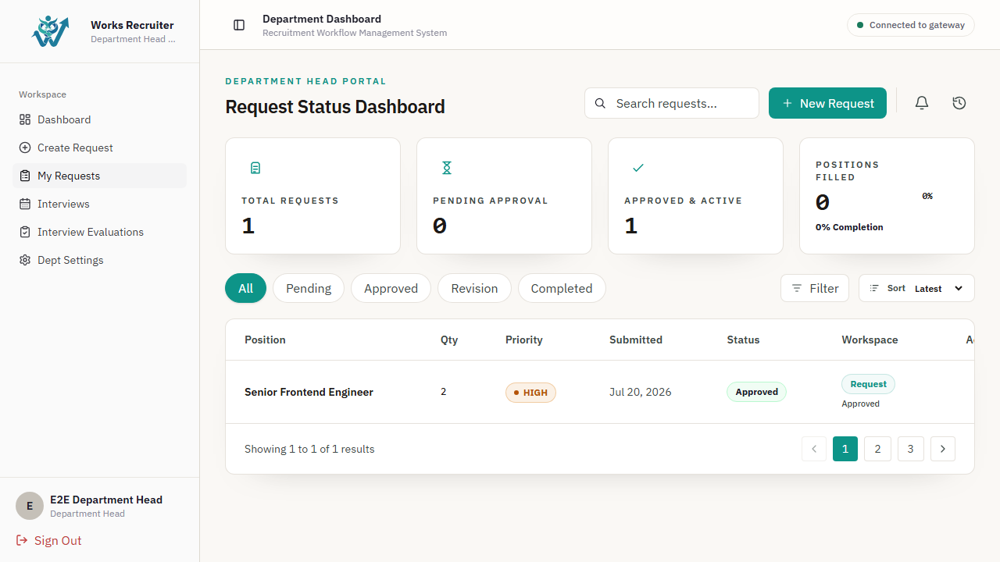 Works Recruiter
Department Head ...
Workspace
Dashboard
Create Request
My Requests
Interviews
Interview Evaluations
Dept Settings
E
E2E Department Head
Department Head
Sign Out
Department Dashboard
Recruitment Workflow Management System
Connected to gateway
DEPARTMENT HEAD PORTAL
Request Status Dashboard
Search requests...
New Request
TOTAL REQUESTS
1
PENDING APPROVAL
0
APPROVED & ACTIVE
1
POSITIONS
FILLED
0
0% Completion
0%
All
Pending
Approved
Revision
Completed
Filter
Sort Latest
Position Qty Priority Submitted Status Workspace
Senior Frontend Engineer 2 HIGH Jul 20, 2026 Approved Request
Approved
Showing 1 to 1 of 1 results
1 2 3